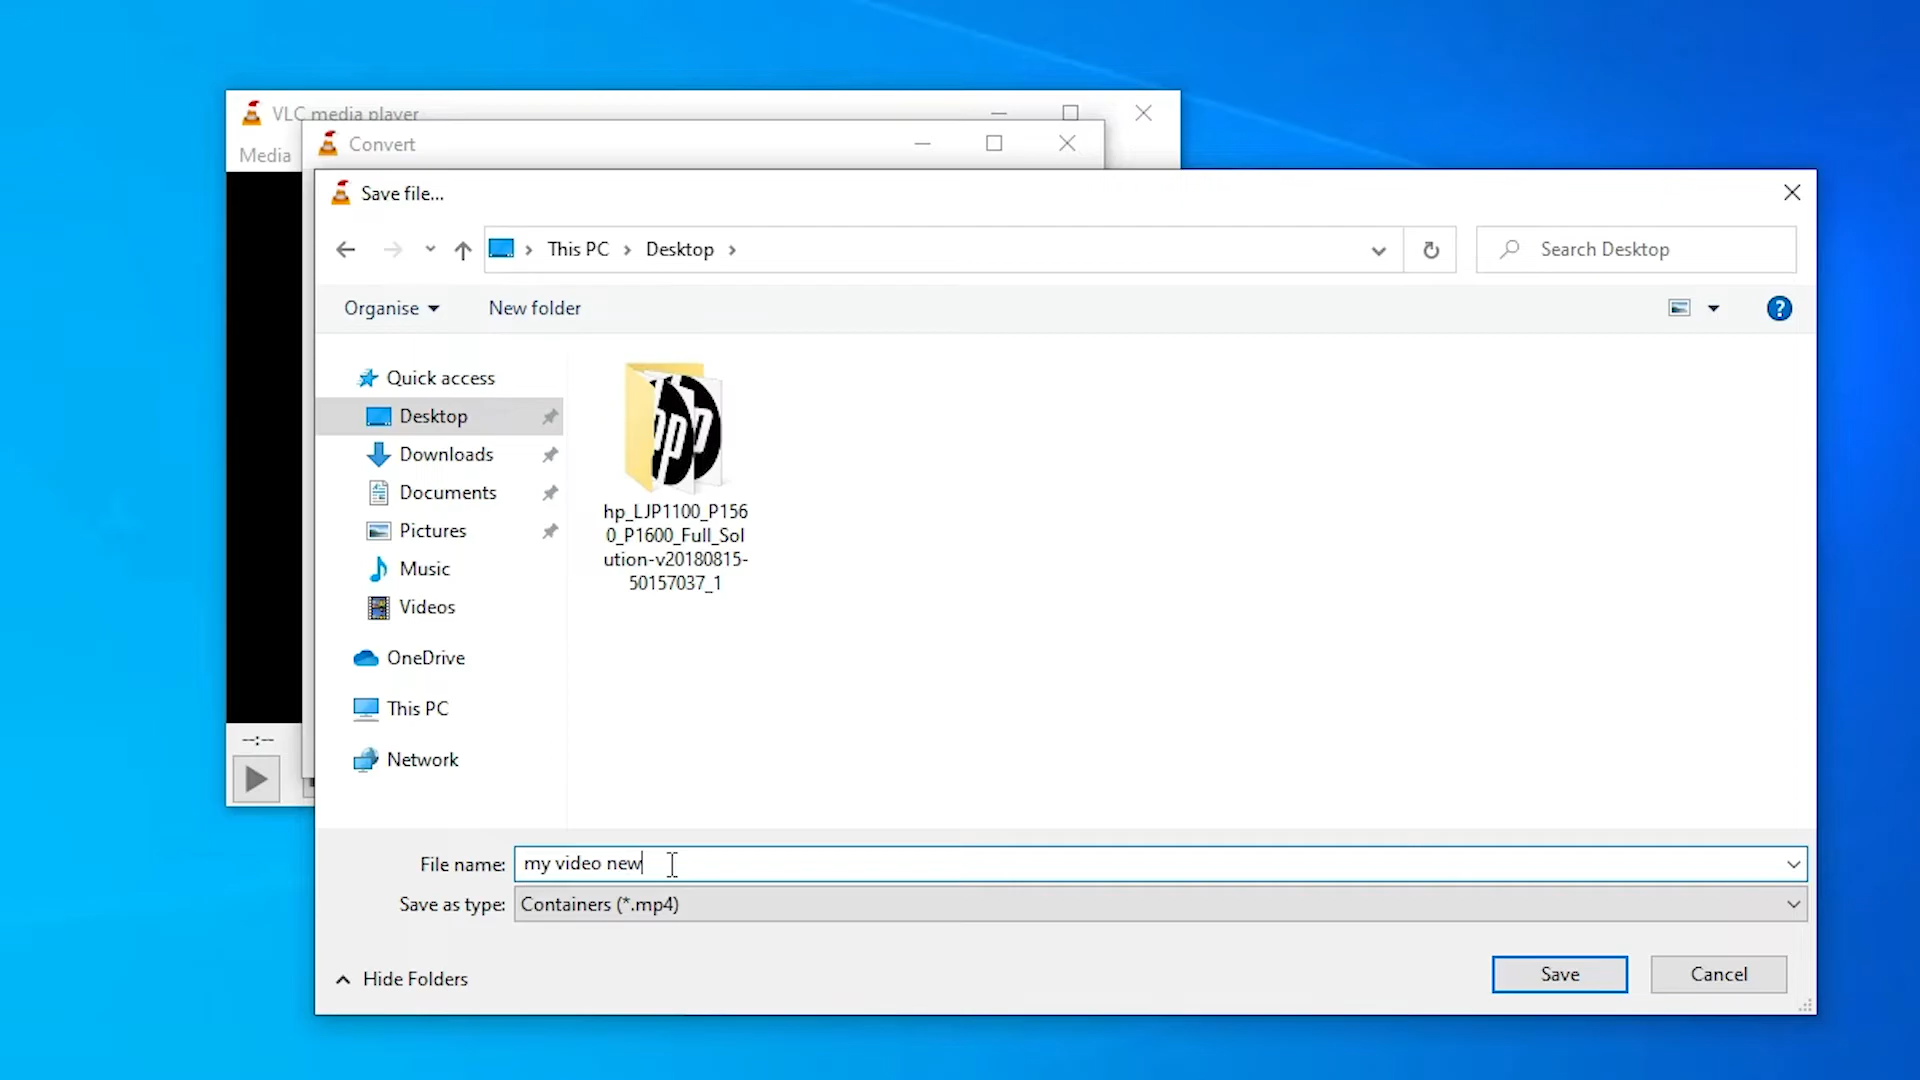 VLC media player
Media
Convert
Save file...
This PC
Desktop
Search Desktop
Organise
New folder
Quick access
Desktop
Downloads
Documents
Pictures
Music
Videos
OneDrive
This PC
Network
hp
hp_LJP1100_P156
0_P1600_Full_Sol
ution-v20180815-
50157037_1
--:--
File name: my video new
Save as type: Containers (*.mp4)
Hide Folders
Save
Cancel